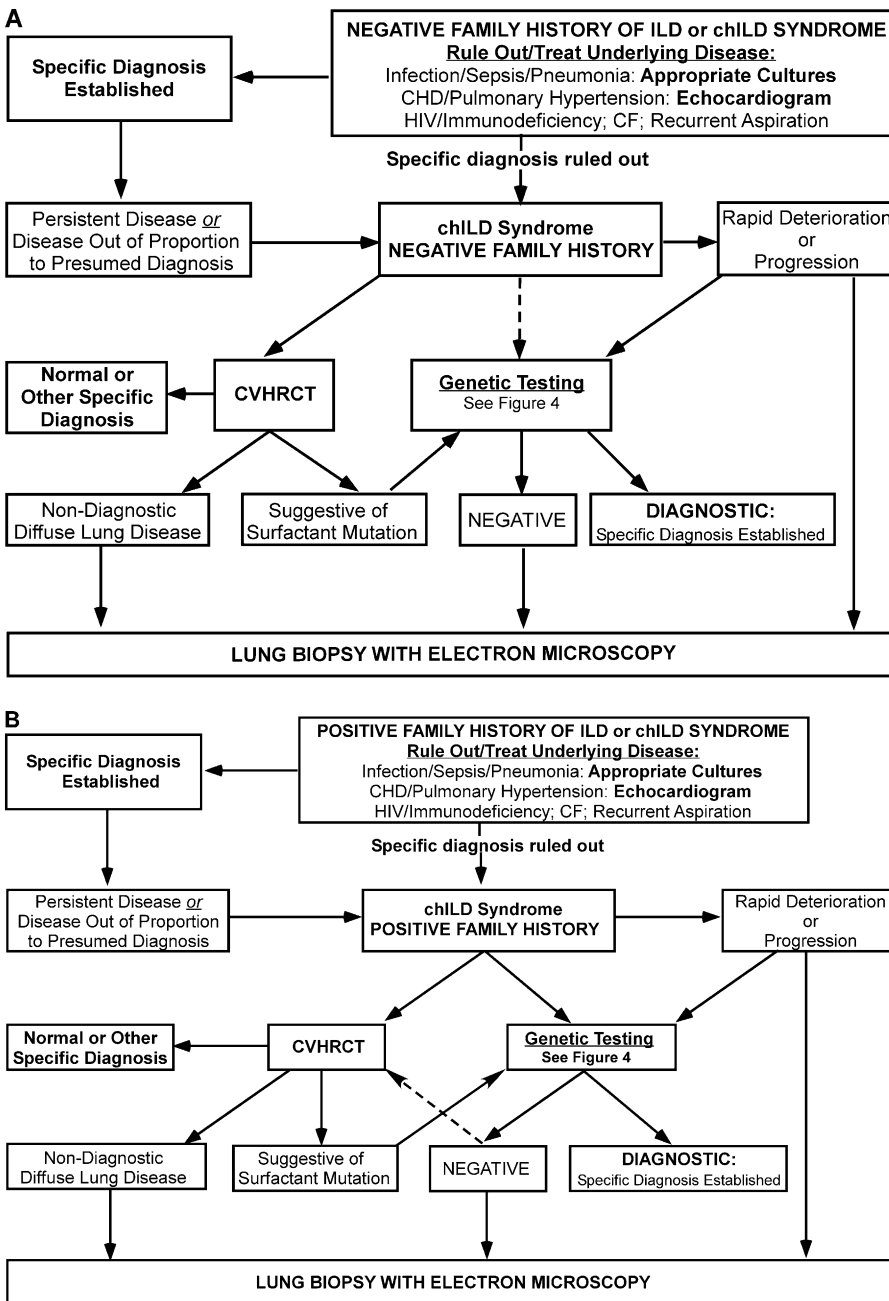 A
NEGATIVE FAMILY HISTORY OF ILD or chILD SYNDROME
Rule Out/Treat Underlying Disease:
Infection/Sepsis/Pneumonia: Appropriate Cultures
CHD/Pulmonary Hypertension: Echocardiogram
HIV/Immunodeficiency; CF; Recurrent Aspiration
Specific Diagnosis
Established
Specific diagnosis ruled out
Persistent Disease or
Disease Out of Proportion
to Presumed Diagnosis
chILD Syndrome
NEGATIVE FAMILY HISTORY
Rapid Deterioration
or
Progression
Normal or
Other Specific
Diagnosis
CVHRCT
Genetic Testing
See Figure 4
Non-Diagnostic
Diffuse Lung Disease
Suggestive of
Surfactant Mutation
NEGATIVE
DIAGNOSTIC:
Specific Diagnosis Established
LUNG BIOPSY WITH ELECTRON MICROSCOPY
B
POSITIVE FAMILY HISTORY OF ILD or chILD SYNDROME
Rule Out/Treat Underlying Disease:
Infection/Sepsis/Pneumonia: Appropriate Cultures
CHD/Pulmonary Hypertension: Echocardiogram
HIV/Immunodeficiency; CF; Recurrent Aspiration
Specific Diagnosis
Established
Specific diagnosis ruled out
Persistent Disease or
Disease Out of Proportion
to Presumed Diagnosis
chILD Syndrome
POSITIVE FAMILY HISTORY
Rapid Deterioration
or
Progression
Normal or Other
Specific Diagnosis
CVHRCT
Genetic Testing
See Figure 4
Non-Diagnostic
Diffuse Lung Disease
Suggestive of
Surfactant Mutation
NEGATIVE
DIAGNOSTIC:
Specific Diagnosis Established
LUNG BIOPSY WITH ELECTRON MICROSCOPY